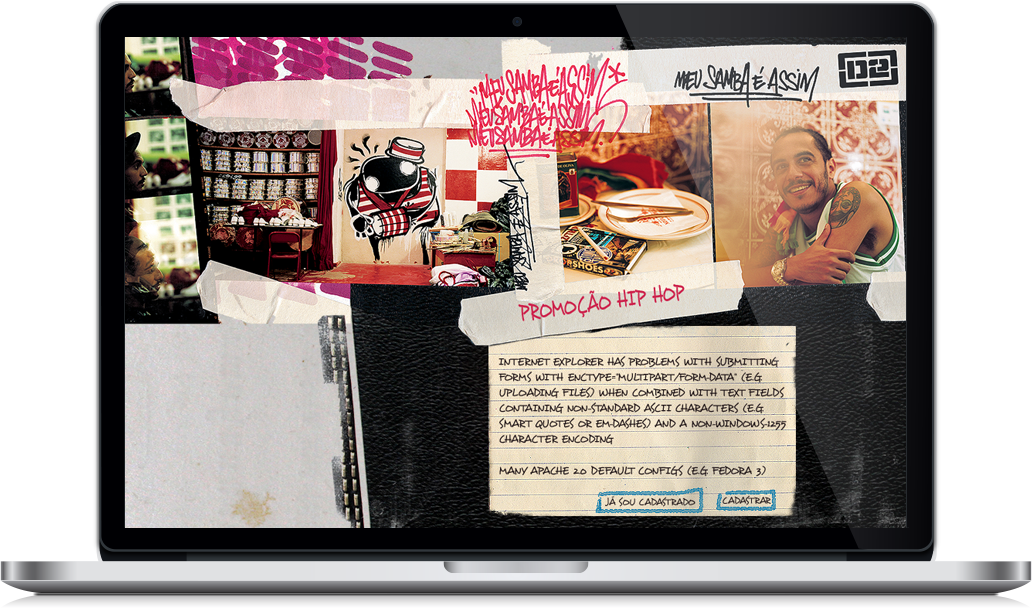 "MEU SAMBA É ASSIM"
MEU SAMBA É ASSIM
MEU SAMBA É ASSIM
MEU SAMBA É ASSIM
D2
SHOES
PROMOÇÃO HIP HOP
INTERNET EXPLORER HAS PROBLEMS WITH SUBMITTING
FORMS WITH ENCTYPE="MULTIPART/FORM-DATA" (E.G
UPLOADING FILES) WHEN COMBINED WITH TEXT FIELDS
CONTAINING NON-STANDARD ASCII CHARACTERS (E.G
SMART QUOTES OR EM-DASHES) AND A NON-WINDOWS-1255
CHARACTER ENCODING
MANY APACHE 2.0 DEFAULT CONFIGS (E.G FEDORA 3)
JÁ SOU CADASTRADO
CADASTRAR